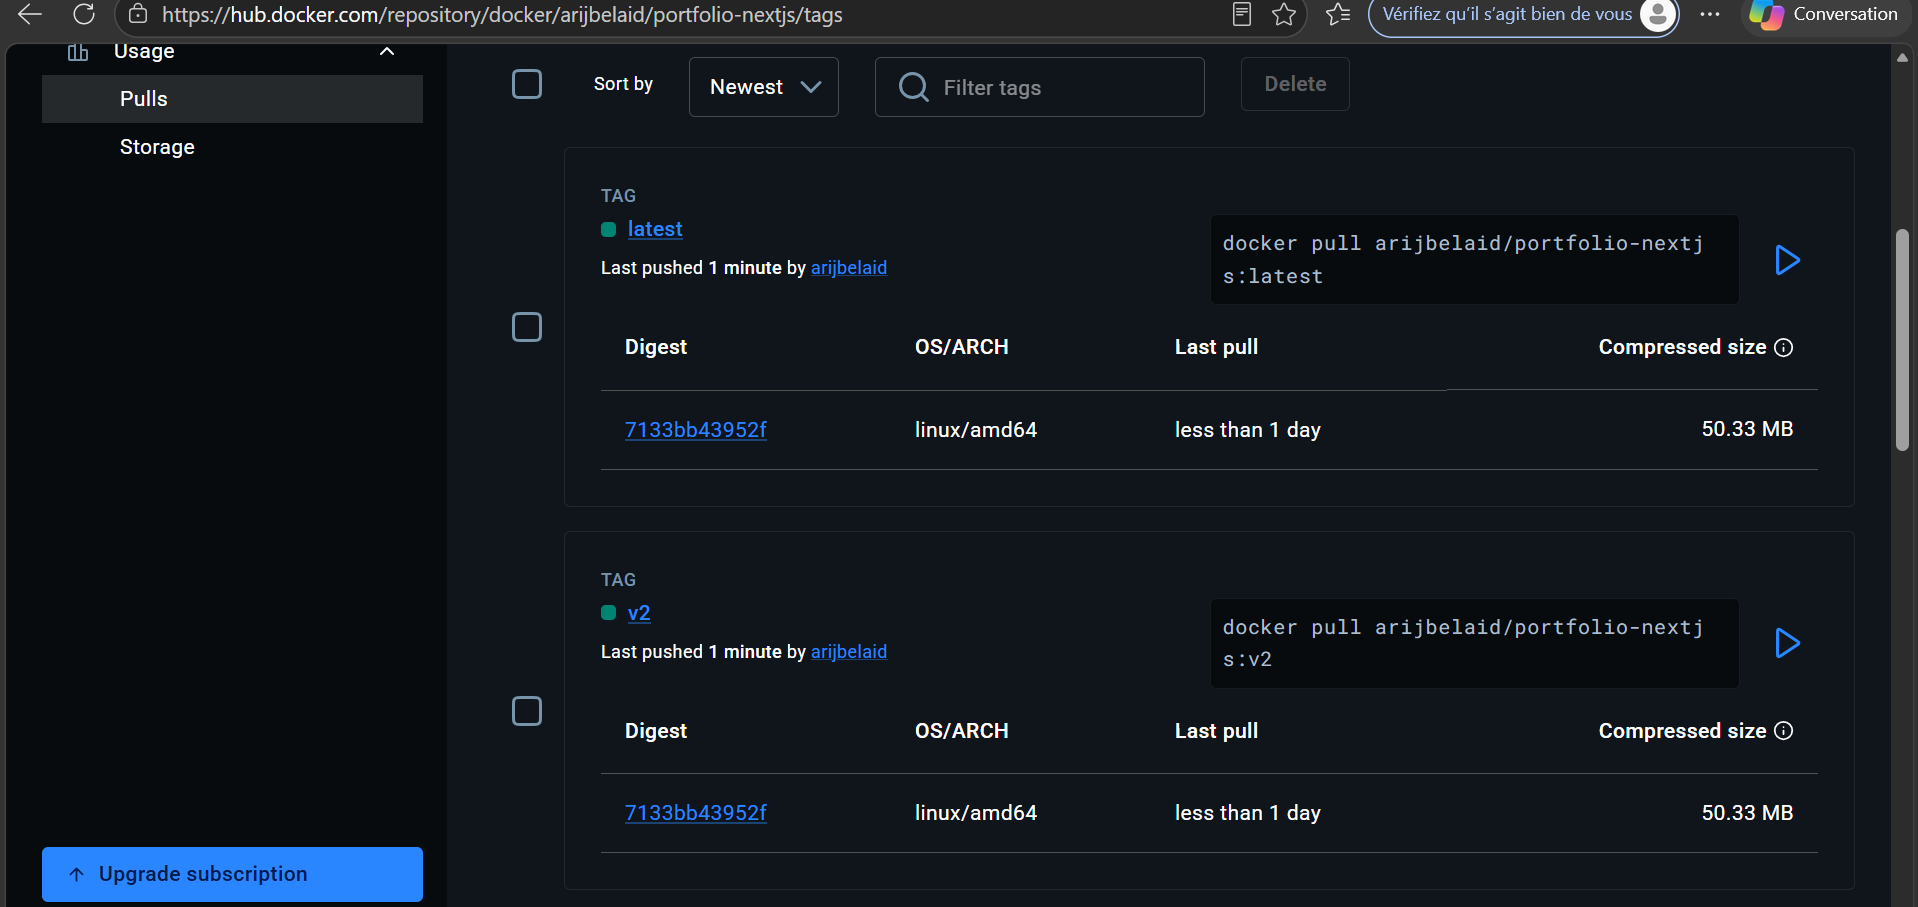 https://hub.docker.com/repository/docker/arijbelaid/portfolio-nextjs/tags
Vérifiez qu'il s'agit bien de vous
Conversation
Usage
Pulls
Storage
Sort by
Newest
Filter tags
Delete
TAG
latest
Last pushed 1 minute by arijbelaid
docker pull arijbelaid/portfolio-nextj
s:latest
Digest OS/ARCH Last pull Compressed size
7133bb43952f linux/amd64 less than 1 day 50.33 MB
TAG
v2
Last pushed 1 minute by arijbelaid
docker pull arijbelaid/portfolio-nextj
s:v2
Digest OS/ARCH Last pull Compressed size
7133bb43952f linux/amd64 less than 1 day 50.33 MB
Upgrade subscription